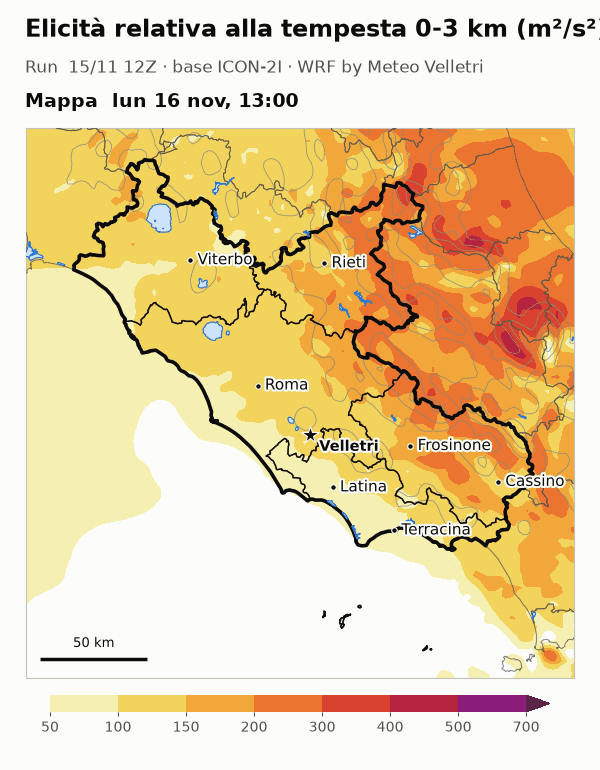 Elicità relativa alla tempesta 0-3 km (m²/s²)
Run 15/11 12Z · base ICON-2I · WRF by Meteo Velletri
Mappa lun 16 nov, 13:00
Viterbo
Rieti
Roma
Velletri
Frosinone
Latina
Cassino
Terracina
50 km
50 100 150 200 300 400 500 700